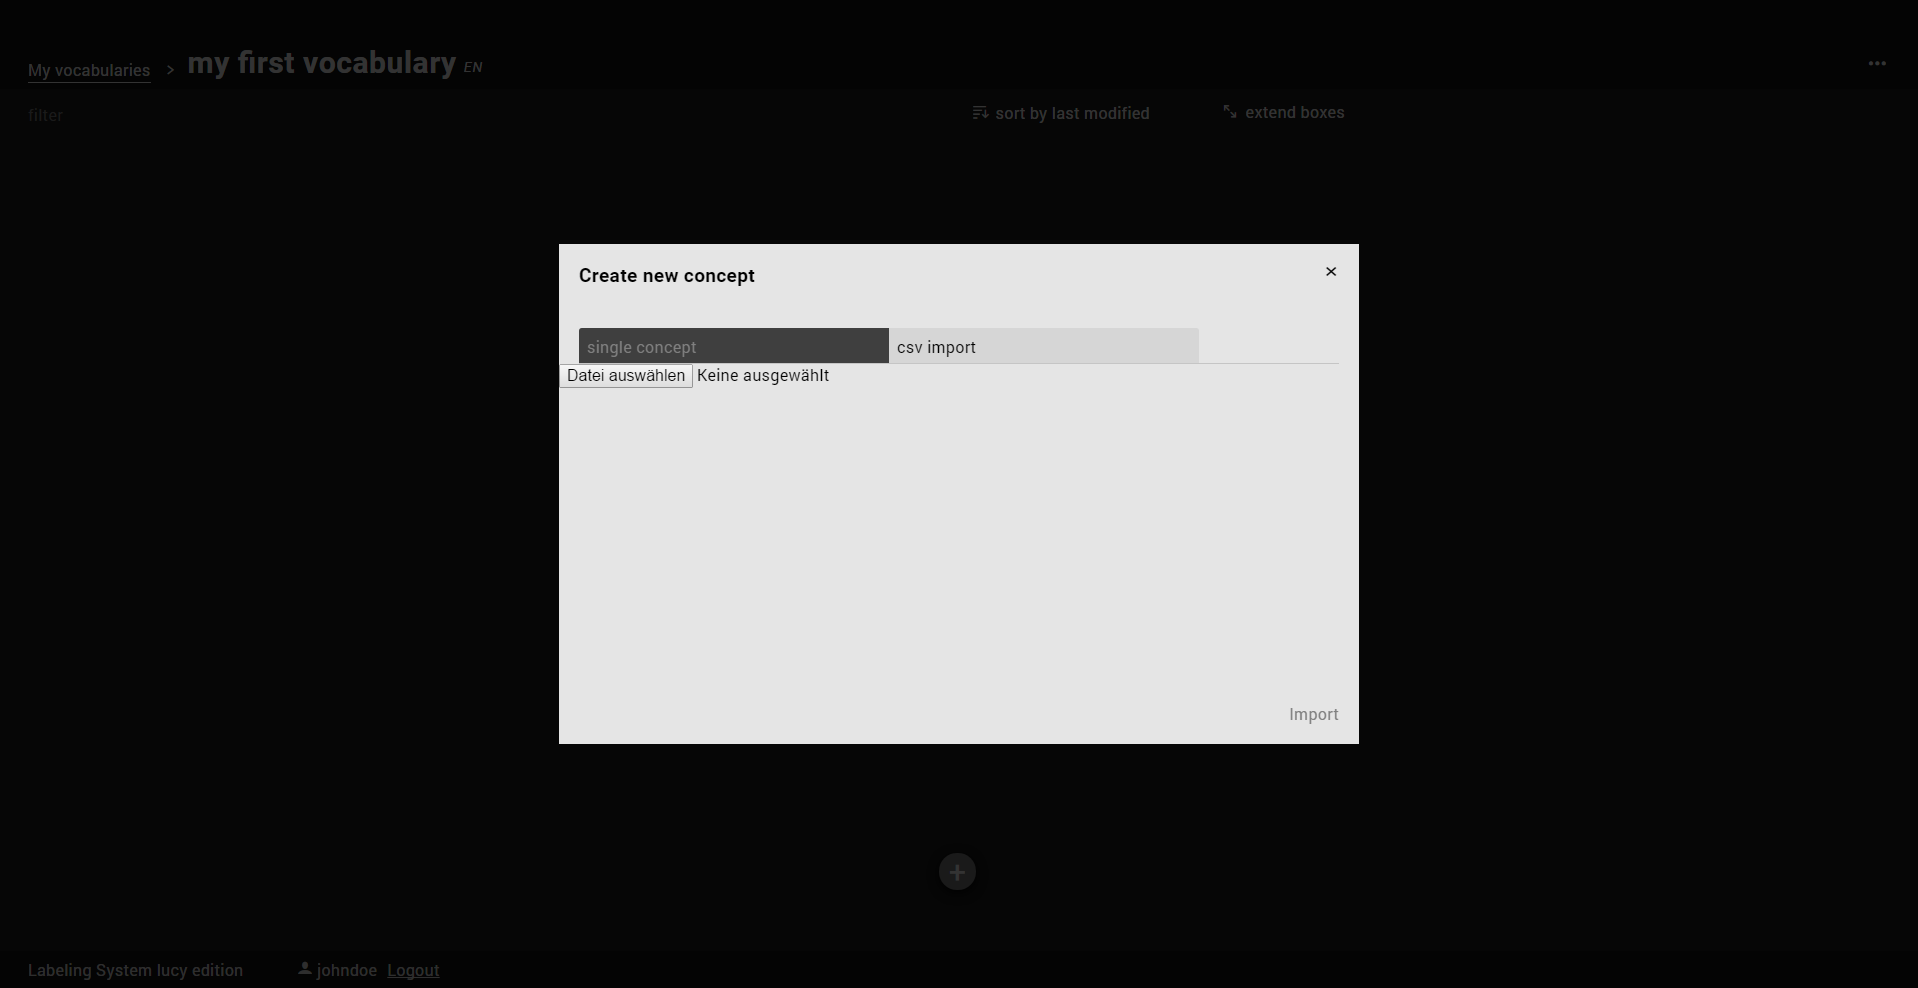 My vocabularies > my first vocabulary EN
filter
sort by last modified
extend boxes
Create new concept
single concept
csv import
Datei auswählen Keine ausgewählt
Import
Labeling System lucy edition
johndoe Logout